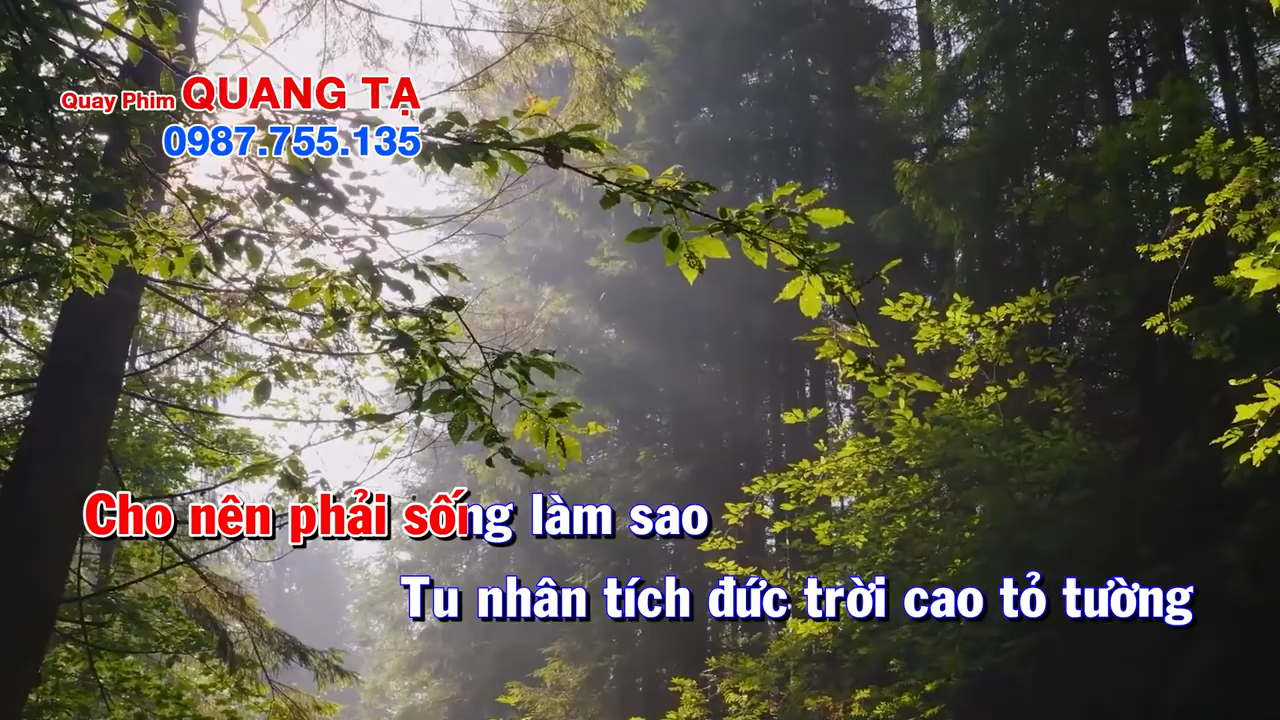 Quay Phim QUANG TẠ
0987.755.135
Cho nên phải sống làm sao
Tu nhân tích đức trời cao tỏ tường